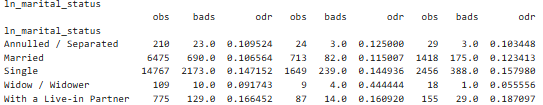 ln_marital_status
obs bads odr obs bads odr obs bads odr
ln_marital_status
Annulled / Separated 210 23.0 0.109524 24 3.0 0.125000 29 3.0 0.103448
Married 6475 690.0 0.106564 713 82.0 0.115007 1418 175.0 0.123413
Single 14767 2173.0 0.147152 1649 239.0 0.144936 2456 388.0 0.157980
Widow / Widower 109 10.0 0.091743 9 4.0 0.444444 18 1.0 0.055556
With a Live-in Partner 775 129.0 0.166452 87 14.0 0.160920 155 29.0 0.187097